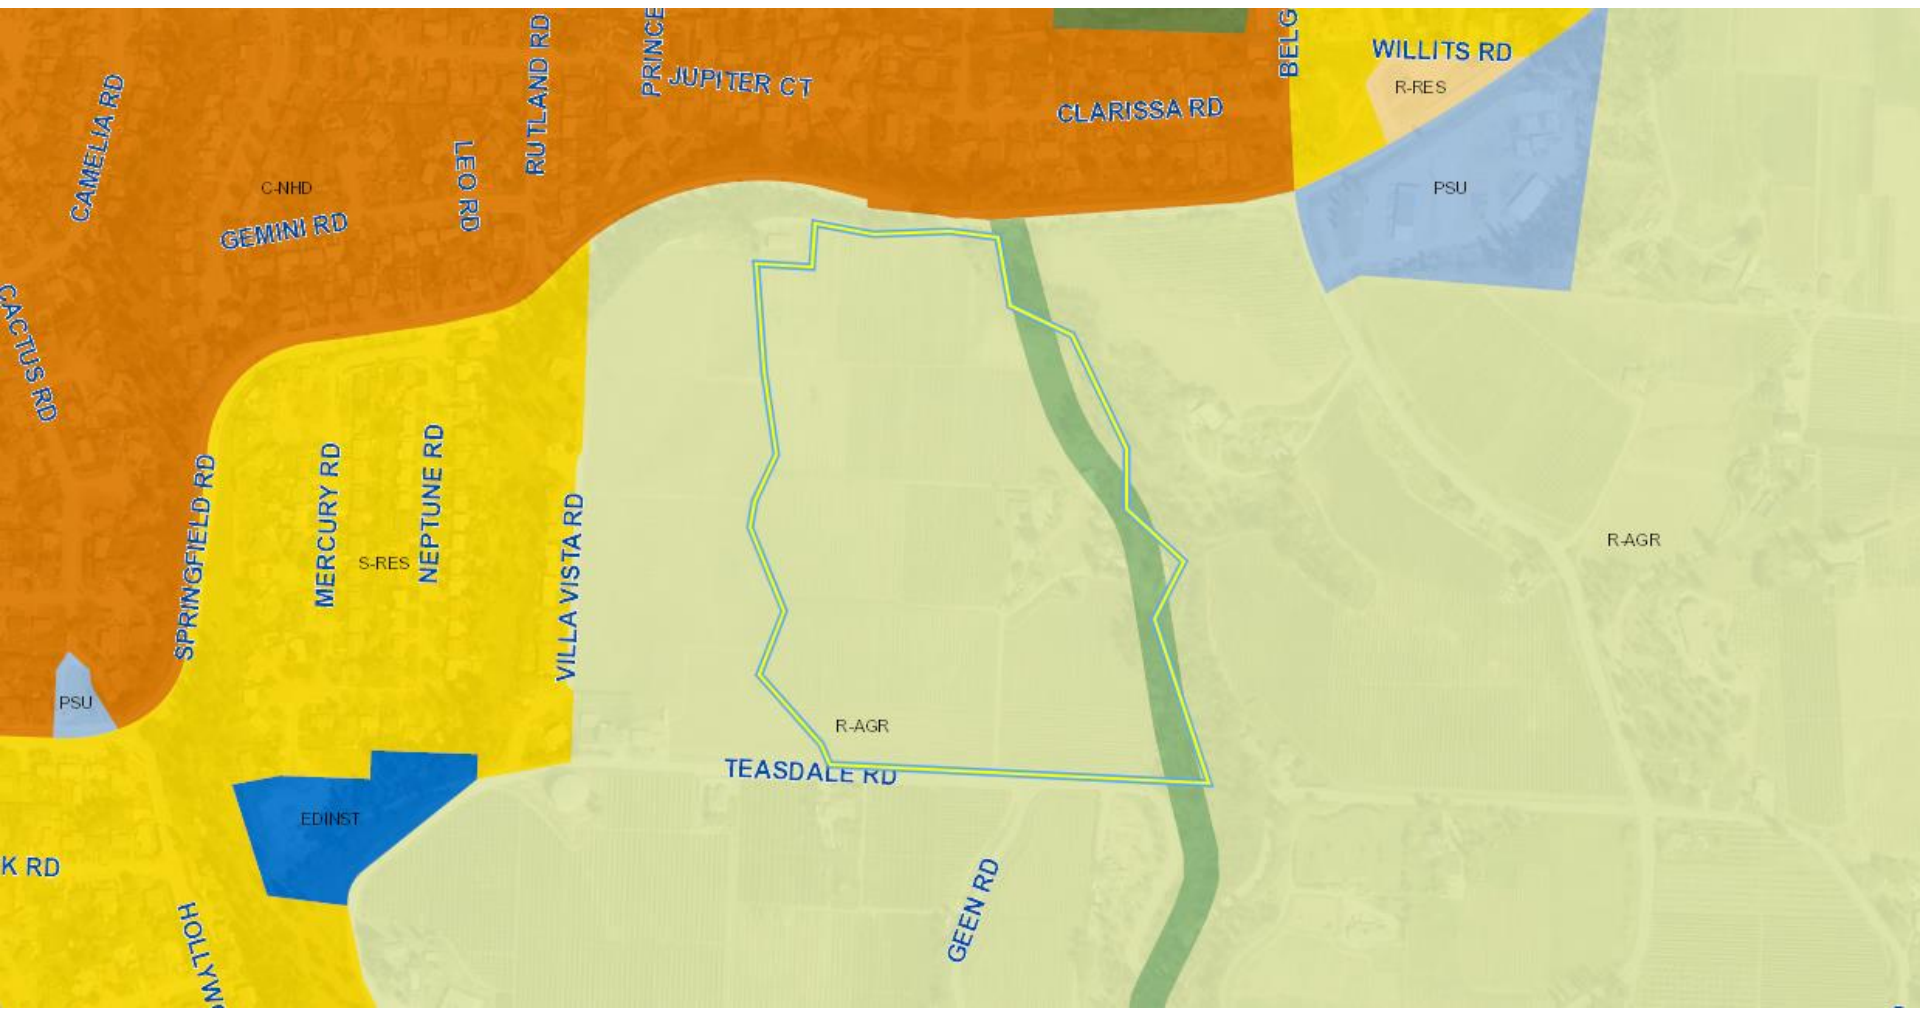 WILLITS RD
BELG
RUTLAND RD
PRINCE
JUPITER CT
R-RES
CLARISSA RD
CAMELIA RD
C-NHD
LEO RD
PSU
GEMINI RD
CACTUS RD
SPRINGFIELD RD
MERCURY RD
NEPTUNE RD
S-RES
VILLA VISTA RD
R-AGR
PSU
R-AGR
TEASDALE RD
EDINST
K RD
GEEN RD
HOLLYW